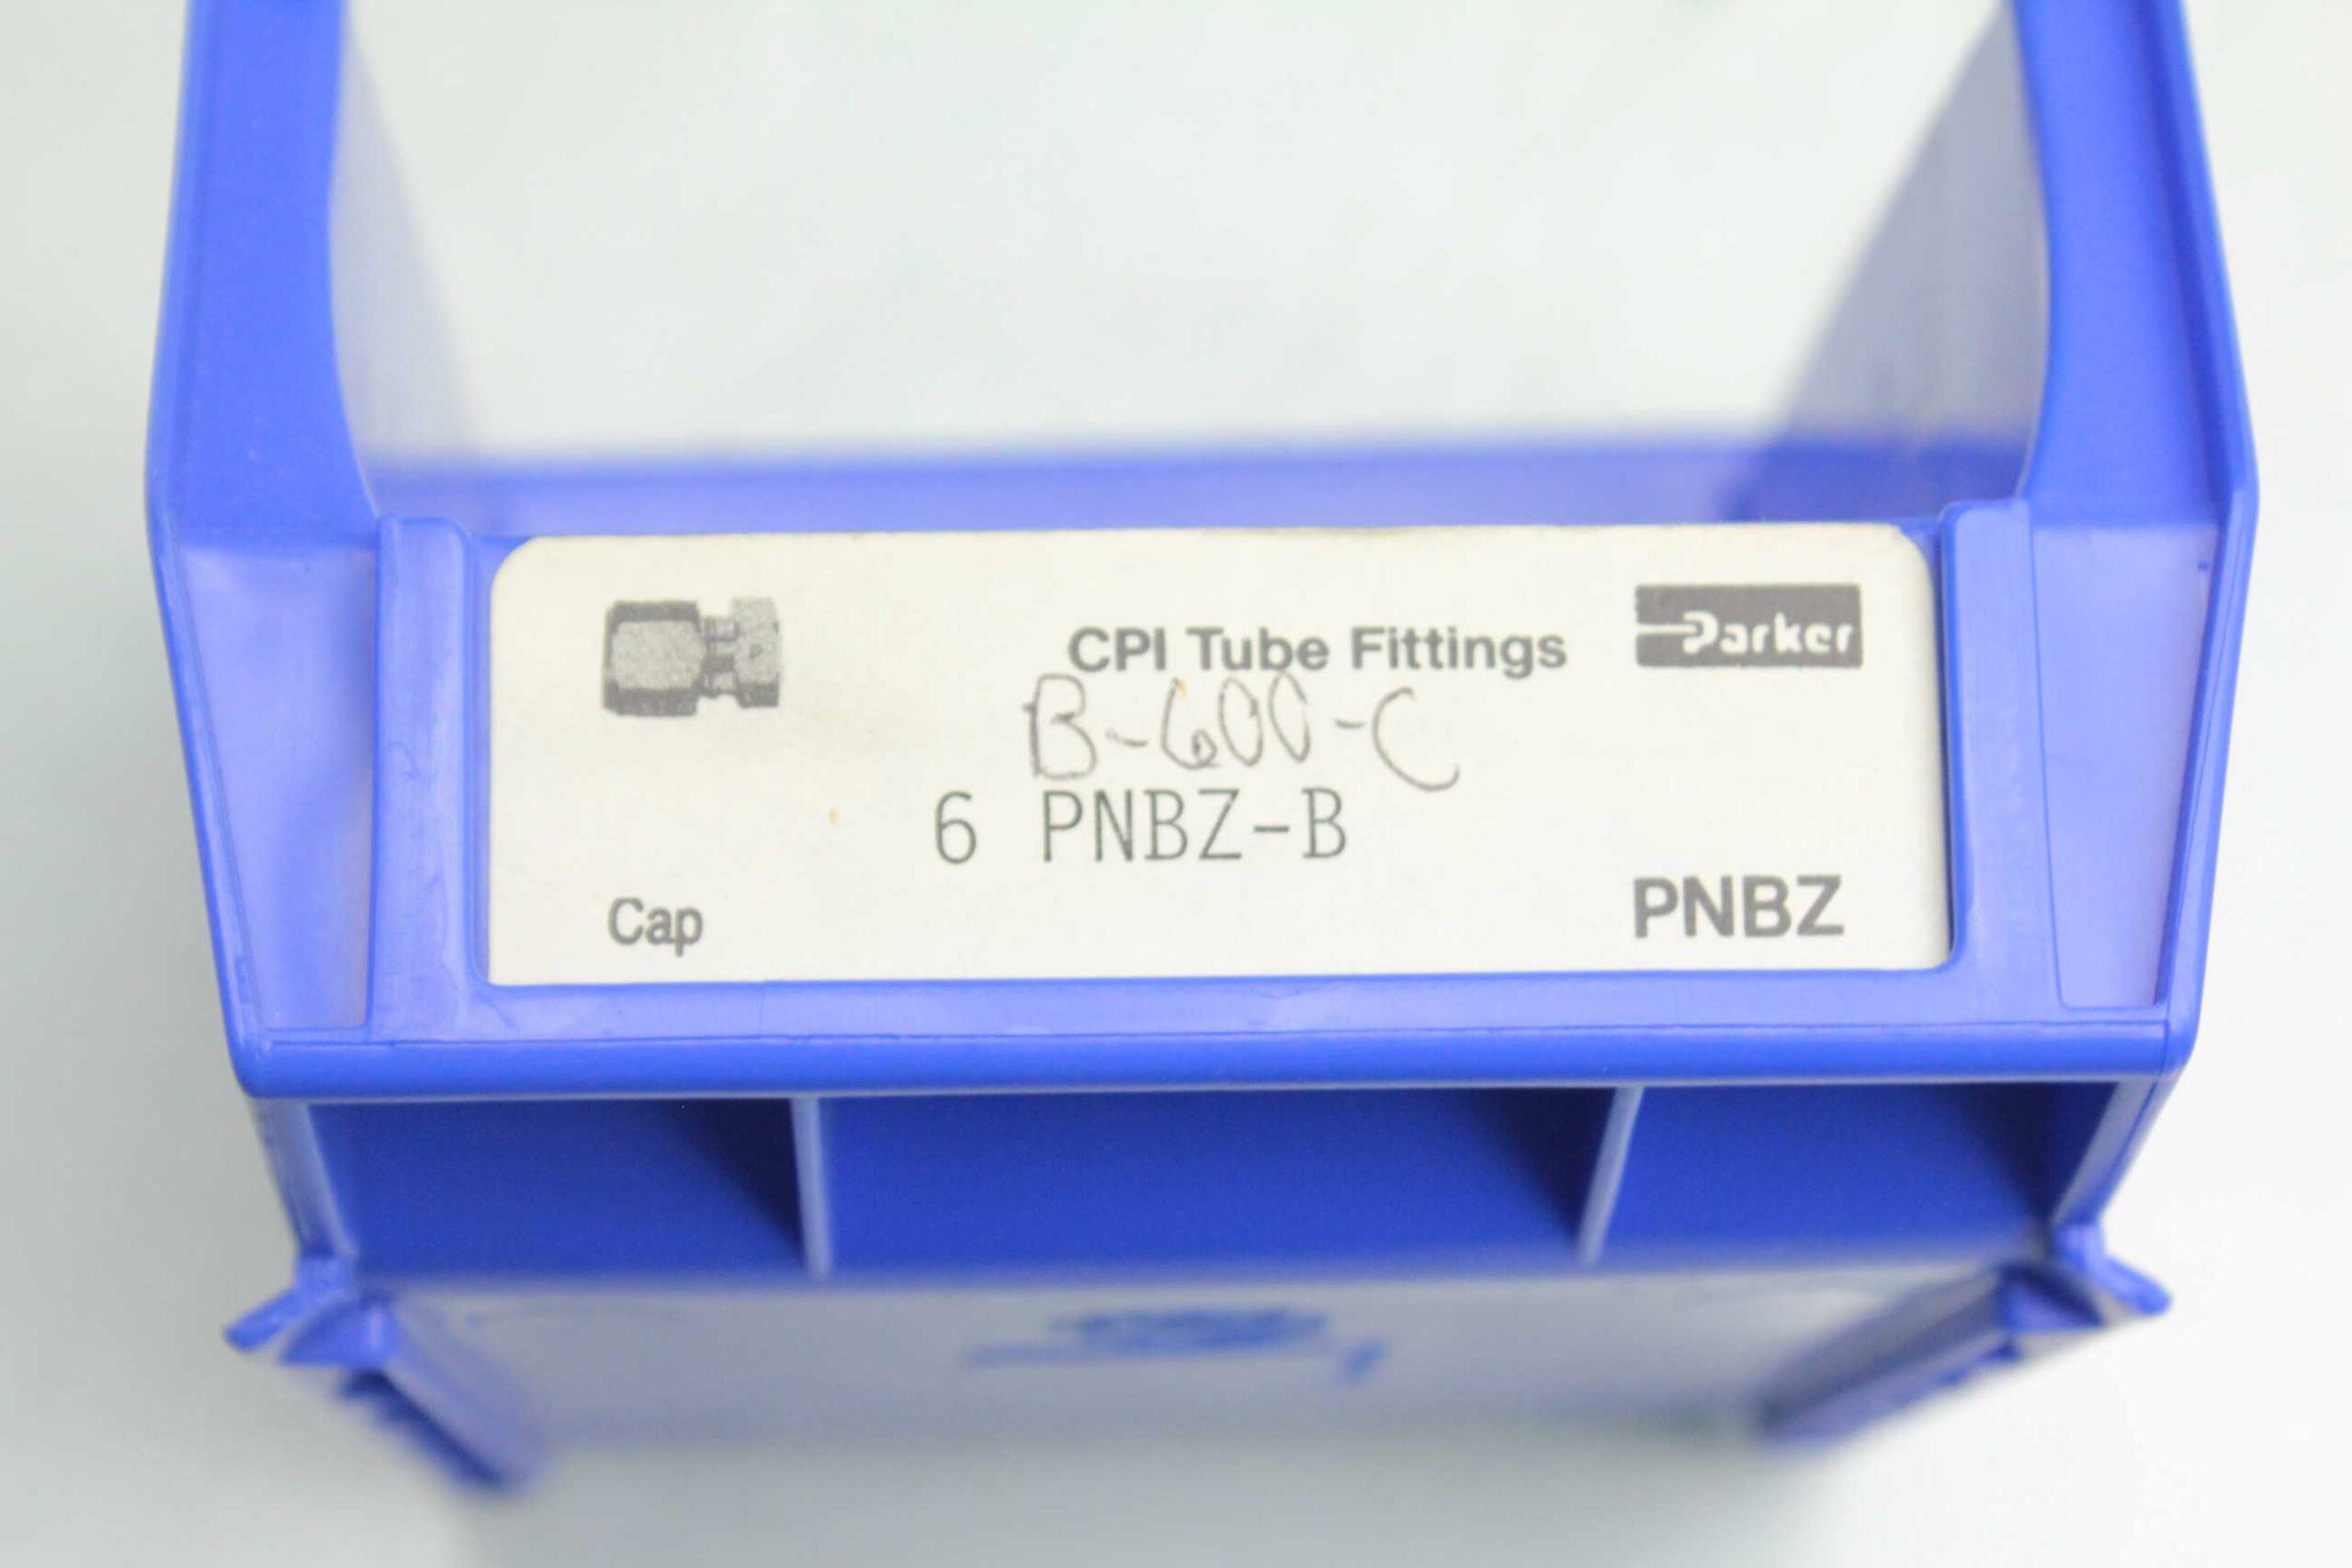 CPI Tube Fittings
Parker
B-600-C
6 PNBZ-B
Cap
PNBZ